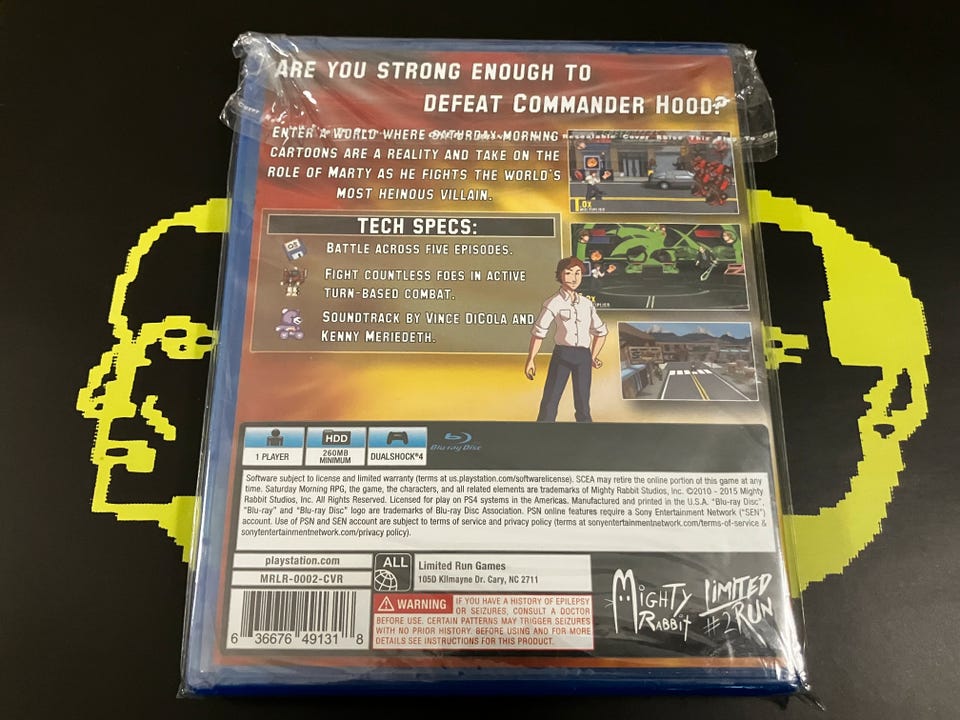 ARE YOU STRONG ENOUGH TO
DEFEAT COMMANDER HOOD?
ENTER A WORLD WHERE SATURDAY MORNING
CARTOONS ARE A REALITY AND TAKE ON THE
ROLE OF MARTY AS HE FIGHTS THE WORLD'S
MOST HEINOUS VILLAIN.
TECH SPECS:
BATTLE ACROSS FIVE EPISODES.
FIGHT COUNTLESS FOES IN ACTIVE
TURN-BASED COMBAT.
SOUNDTRACK BY VINCE DICOLA AND
KENNY MERIEDETH.
1 PLAYER
HDD
260MB
MINIMUM
DUALSHOCK®4
Blu-ray Disc
Software subject to license and limited warranty (terms at us.playstation.com/softwarelicense). SCEA may retire the online portion of this game at any
time. Saturday Morning RPG, the game, the characters, and all related elements are trademarks of Mighty Rabbit Studios, Inc. ©2010 - 2015 Mighty
Rabbit Studios, Inc. All Rights Reserved. Licensed for play on PS4 systems in the Americas. Manufactured and printed in the U.S.A. "Blu-ray Disc",
"Blu-ray" and "Blu-ray Disc" logo are trademarks of Blu-ray Disc Association. PSN online features require a Sony Entertainment Network ("SEN")
account. Use of PSN and SEN account are subject to terms of service and privacy policy (terms at sonyentertainmentnetwork.com/terms-of-service &
sonyentertainmentnetwork.com/privacy policy).
playstation.com
MRLR-0002-CVR
6 36676 49131 8
ALL
Limited Run Games
105D Kilmayne Dr. Cary, NC 2711
WARNING IF YOU HAVE A HISTORY OF EPILEPSY
OR SEIZURES, CONSULT A DOCTOR
BEFORE USE. CERTAIN PATTERNS MAY TRIGGER SEIZURES
WITH NO PRIOR HISTORY. BEFORE USING AND FOR MORE
DETAILS SEE INSTRUCTIONS FOR THIS PRODUCT.
MIGHTY
RABBIT
LIMITED
RUN
#2